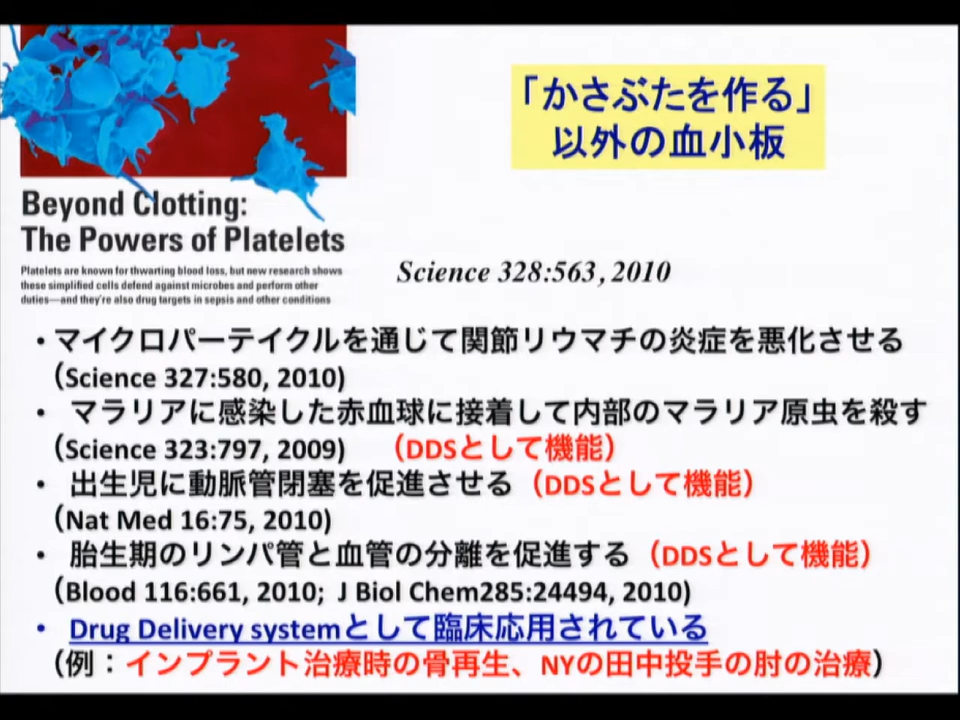 「かさぶたを作る」
以外の血小板
Beyond Clotting:
The Powers of Platelets
Platelets are known for thwarting blood loss, but new research shows
these simplified cells defend against microbes and perform other
duties—and they're also drug targets in sepsis and other conditions
Science 328:563, 2010
・マイクロパーテイクルを通じて関節リウマチの炎症を悪化させる
（Science 327:580, 2010)
• マラリアに感染した赤血球に接着して内部のマラリア原虫を殺す
（Science 323:797, 2009) （DDSとして機能）
• 出生児に動脈管閉塞を促進させる（DDSとして機能）
（Nat Med 16:75, 2010)
• 胎生期のリンパ管と血管の分離を促進する（DDSとして機能）
（Blood 116:661, 2010; J Biol Chem285:24494, 2010)
• Drug Delivery systemとして臨床応用されている
（例：インプラント治療時の骨再生、NYの田中投手の肘の治療）